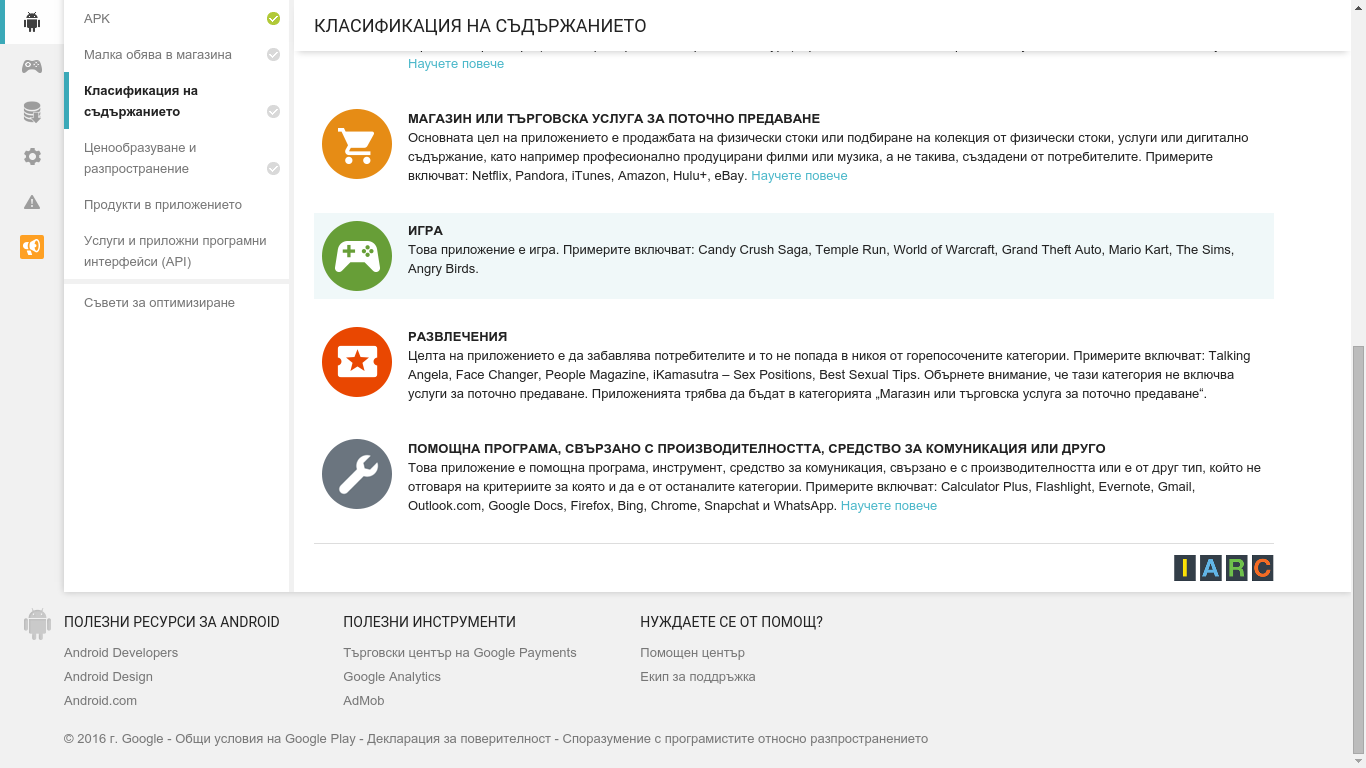 APK
Малка обява в магазина
Класификация на
съдържанието
Ценообразуване и
разпространение
Продукти в приложението
Услуги и приложни програмни
интерфейси (API)
Съвети за оптимизиране
КЛАСИФИКАЦИЯ НА СЪДЪРЖАНИЕТО
Научете повече
МАГАЗИН ИЛИ ТЪРГОВСКА УСЛУГА ЗА ПОТОЧНО ПРЕДАВАНЕ
Основната цел на приложението е продажбата на физически стоки или подбиране на колекция от физически стоки, услуги или дигитално
съдържание, като например професионално продуцирани филми или музика, а не такива, създадени от потребителите. Примерите
включват: Netflix, Pandora, iTunes, Amazon, Hulu+, eBay. Научете повече
ИГРА
Това приложение е игра. Примерите включват: Candy Crush Saga, Temple Run, World of Warcraft, Grand Theft Auto, Mario Kart, The Sims,
Angry Birds.
РАЗВЛЕЧЕНИЯ
Целта на приложението е да забавлява потребителите и то не попада в никоя от горепосочените категории. Примерите включват: Talking
Angela, Face Changer, People Magazine, iKamasutra – Sex Positions, Best Sexual Tips. Обърнете внимание, че тази категория не включва
услуги за поточно предаване. Приложенията трябва да бъдат в категорията „Магазин или търговска услуга за поточно предаване“.
ПОМОЩНА ПРОГРАМА, СВЪРЗАНО С ПРОИЗВОДИТЕЛНОСТТА, СРЕДСТВО ЗА КОМУНИКАЦИЯ ИЛИ ДРУГО
Това приложение е помощна програма, инструмент, средство за комуникация, свързано е с производителността или е от друг тип, който не
отговаря на критериите за която и да е от останалите категории. Примерите включват: Calculator Plus, Flashlight, Evernote, Gmail,
Outlook.com, Google Docs, Firefox, Bing, Chrome, Snapchat и WhatsApp. Научете повече
IARC
ПОЛЕЗНИ РЕСУРСИ ЗА ANDROID
Android Developers
Android Design
Android.com
ПОЛЕЗНИ ИНСТРУМЕНТИ
Търговски център на Google Payments
Google Analytics
AdMob
НУЖДАЕТЕ СЕ ОТ ПОМОЩ?
Помощен център
Екип за поддръжка
© 2016 г. Google - Общи условия на Google Play - Декларация за поверителност - Споразумение с програмистите относно разпространението